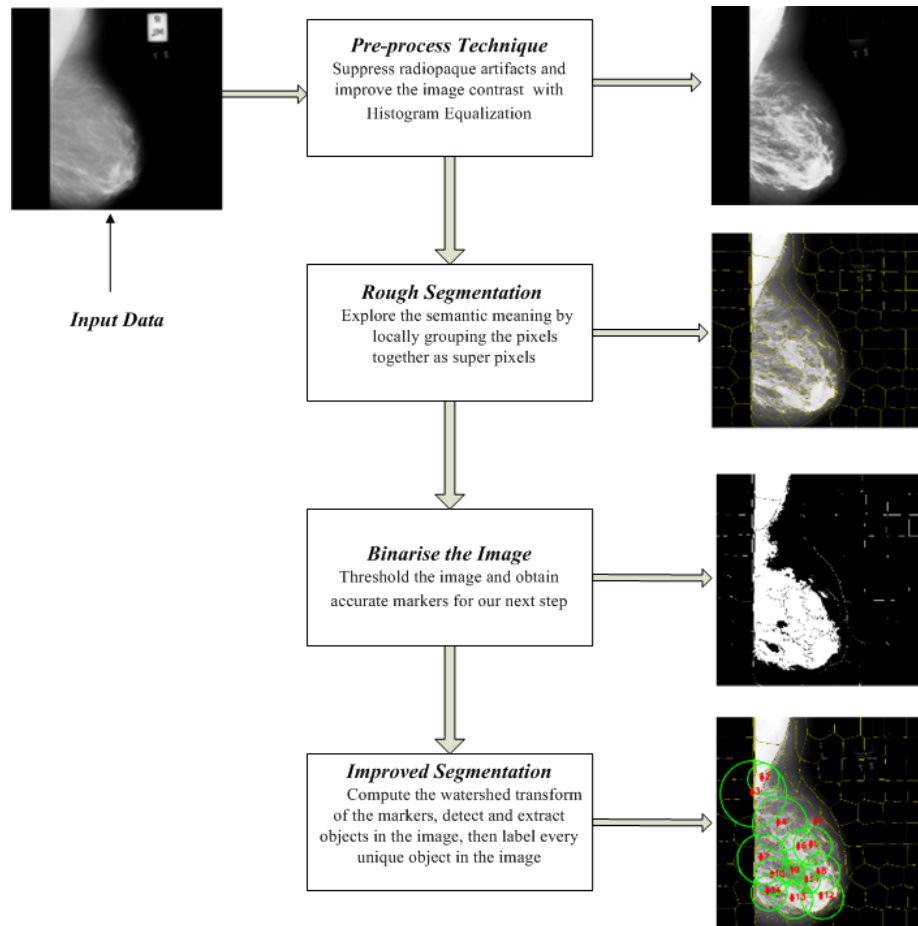 Pre-process Technique
Suppress radiopaque artifacts and
improve the image contrast with
Histogram Equalization
Input Data
Rough Segmentation
Explore the semantic meaning by
locally grouping the pixels
together as super pixels
Binarise the Image
Threshold the image and obtain
accurate markers for our next step
Improved Segmentation
Compute the watershed transform
of the markers, detect and extract
objects in the image, then label every
unique object in the image